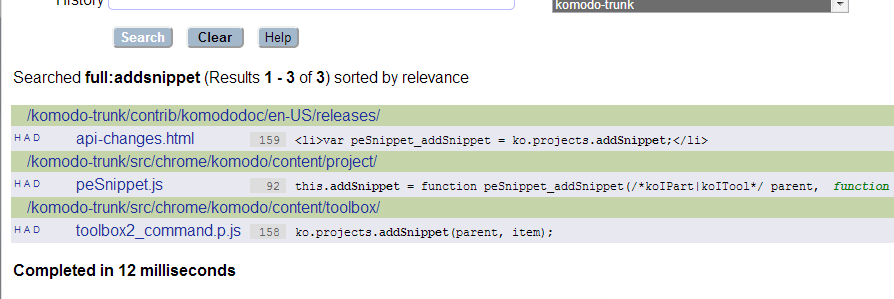 History
komodo-trunk
Search Clear Help
Searched full:addsnippet (Results 1 - 3 of 3) sorted by relevance
/komodo-trunk/contrib/komododoc/en-US/releases/
H A D api-changes.html 159 <li>var peSnippet_addSnippet = ko.projects.addSnippet;</li>
/komodo-trunk/src/chrome/komodo/content/project/
H A D peSnippet.js 92 this.addSnippet = function peSnippet_addSnippet(/*koIPart|koITool*/ parent, function
/komodo-trunk/src/chrome/komodo/content/toolbox/
H A D toolbox2_command.p.js 158 ko.projects.addSnippet(parent, item);
Completed in 12 milliseconds